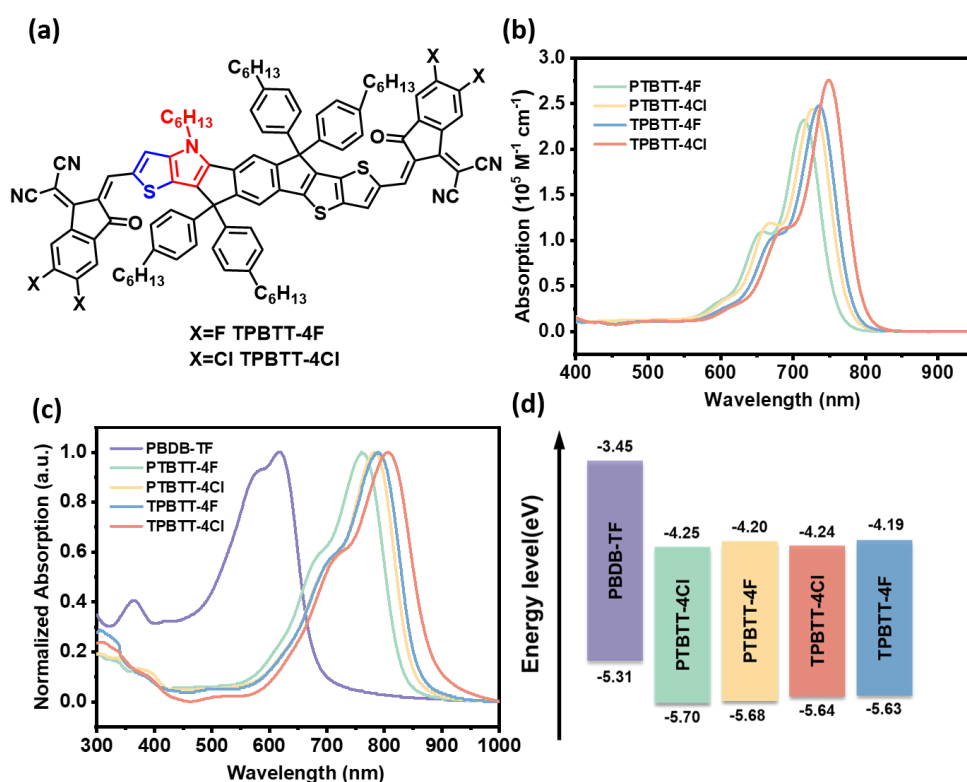 (a)
C6H13
X
X
C6H13
C6H13
N
O
CN
CN
CN
NC
S
S
S
O
C6H13
X
X
C6H13
X=F TPBTT-4F
X=Cl TPBTT-4Cl
(b)
Absorption (10⁵ M⁻¹ cm⁻¹)
3.0
2.5
2.0
1.5
1.0
0.5
0.0
PTBTT-4F
PTBTT-4Cl
TPBTT-4F
TPBTT-4Cl
400 500 600 700 800 900
Wavelength (nm)
(c)
Normalized Absorption (a.u.)
1.0
0.8
0.6
0.4
0.2
0.0
PBDB-TF
PTBTT-4F
PTBTT-4Cl
TPBTT-4F
TPBTT-4Cl
300 400 500 600 700 800 900 1000
Wavelength (nm)
(d)
Energy level(eV)
-3.45
PBDB-TF
-5.31
-4.25
PTBTT-4Cl
-5.70
-4.20
PTBTT-4F
-5.68
-4.24
TPBTT-4Cl
-5.64
-4.19
TPBTT-4F
-5.63